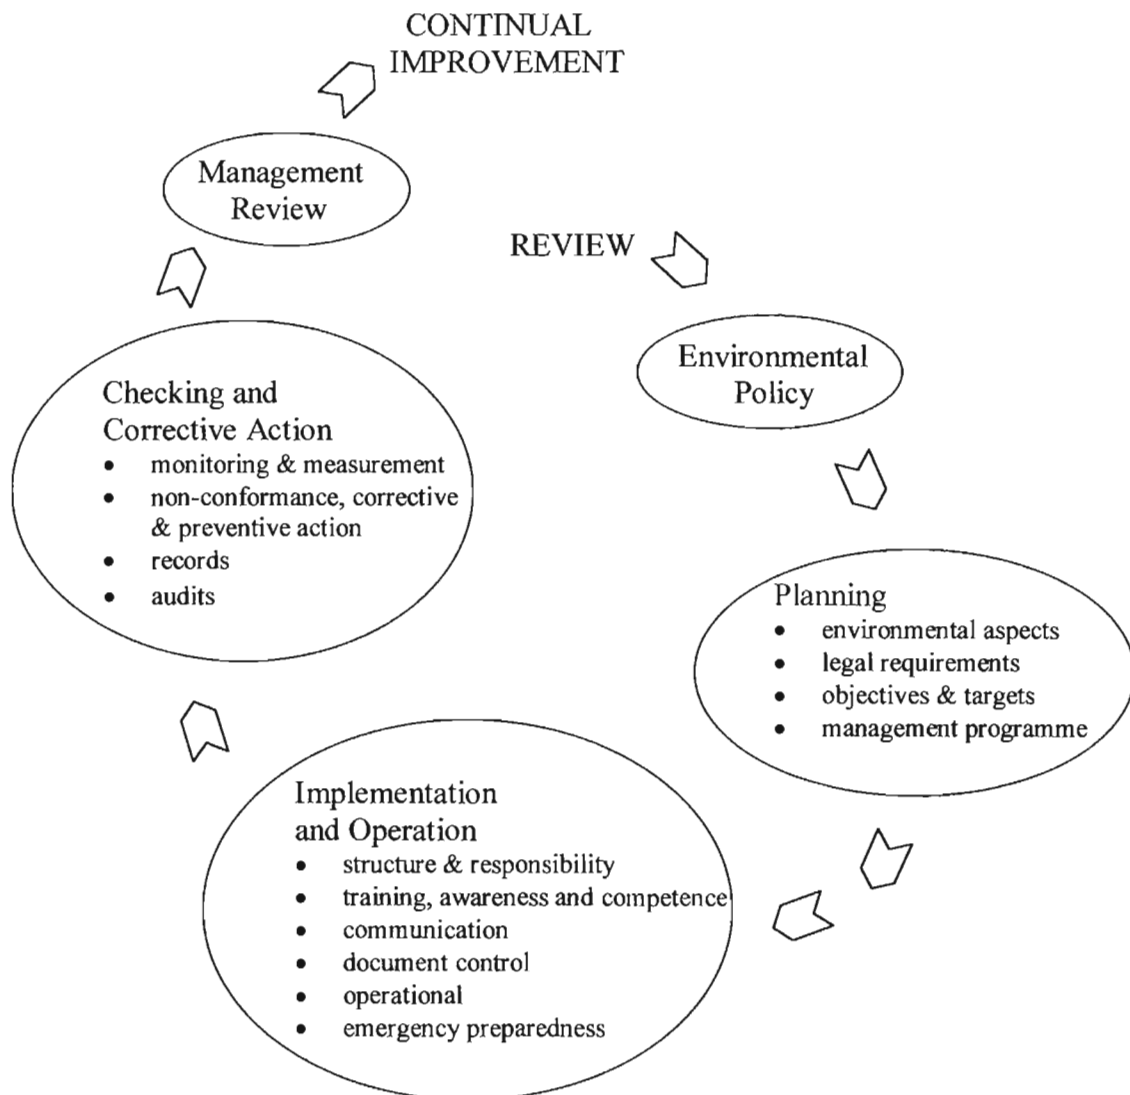 CONTINUAL
IMPROVEMENT
Management
Review
REVIEW
Environmental
Policy
Checking and
Corrective Action
• monitoring & measurement
• non-conformance, corrective
& preventive action
• records
• audits
Planning
• environmental aspects
• legal requirements
• objectives & targets
• management programme
Implementation
and Operation
• structure & responsibility
• training, awareness and competence
• communication
• document control
• operational
• emergency preparedness